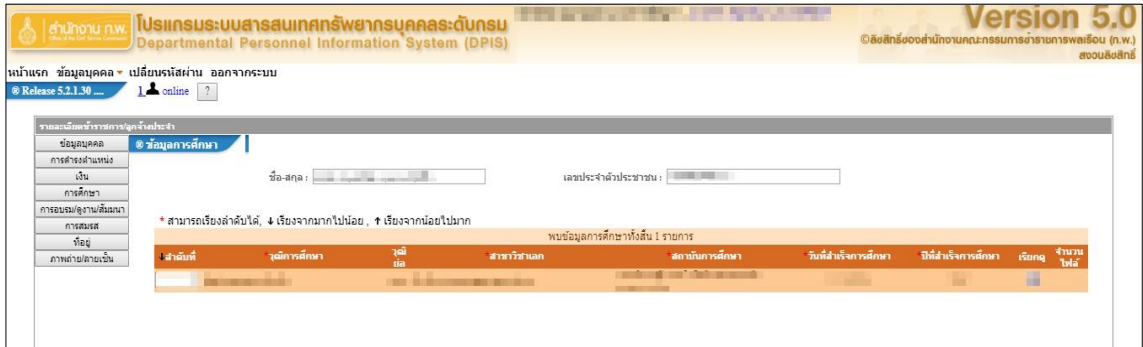 สำนักงาน ก.พ.
โปรแกรมระบบสารสนเทศทรัพยากรบุคคลระดับกรม
Departmental Personnel Information System (DPIS)
Version 5.0
©ลิขสิทธิ์ของสำนักงานคณะกรรมการข้าราชการพลเรือน (ก.พ.)
สงวนลิขสิทธิ์
หน้าแรก ข้อมูลบุคคล เปลี่ยนรหัสผ่าน ออกจากระบบ
® Release 5.2.1.30 .... 1 online ?
รายละเอียดข้าราชการ/ลูกจ้างประจำ
ข้อมูลบุคคล
® ข้อมูลการศึกษา
การดำรงตำแหน่ง
เงิน
ชื่อ-สกุล :
เลขประจำตัวประชาชน :
การศึกษา
การอบรม/ดูงาน/สัมมนา
การสมรส
* สามารถเรียงลำดับได้, ↓ เรียงจากมากไปน้อย , ↑ เรียงจากน้อยไปมาก
ที่อยู่
พบข้อมูลการศึกษาทั้งสิ้น 1 รายการ
ภาพถ่าย/ลายเซ็น
↓ลำดับที่ *วุฒิการศึกษา วุฒิย่อ *สาขาวิชาเอก *สถาบันการศึกษา *วันที่สำเร็จการศึกษา *ปีที่สำเร็จการศึกษา เรียกดู จำนวนไฟล์